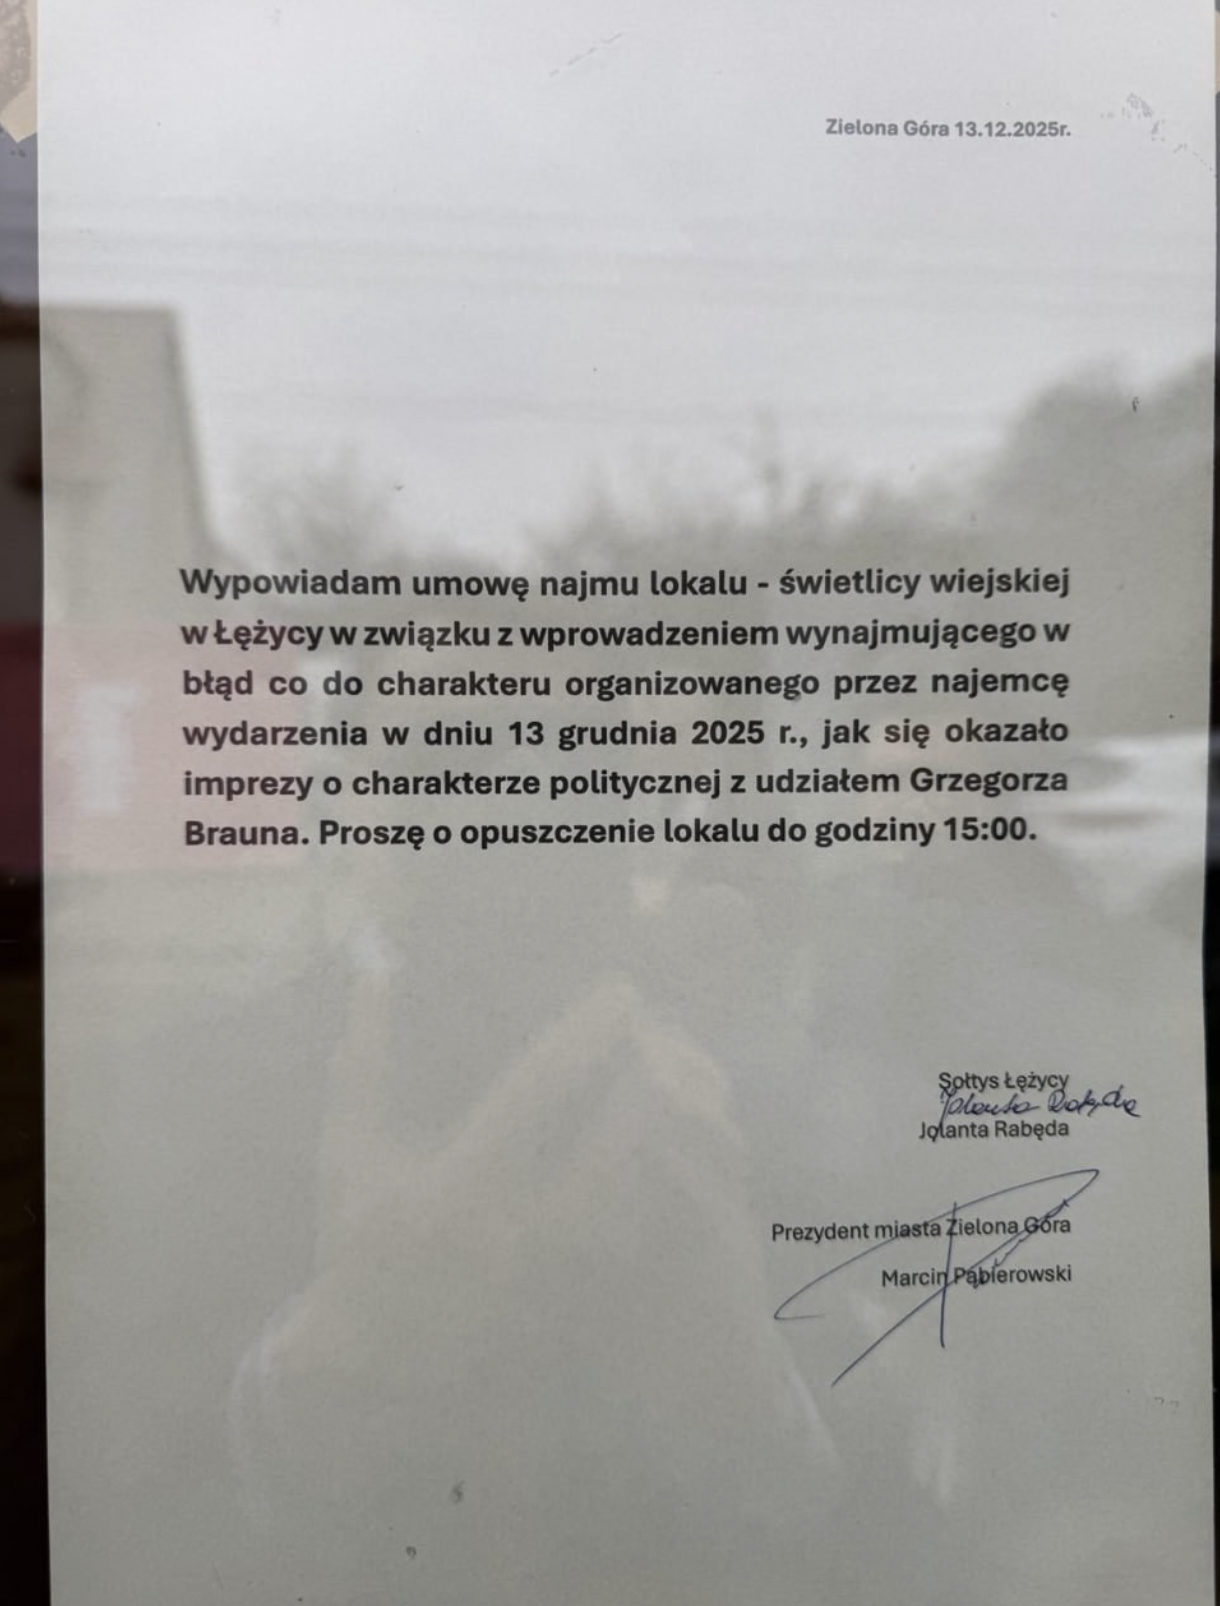 Zielona Góra 13.12.2025r.
Wypowiadam umowę najmu lokalu - świetlicy wiejskiej
w Łężycy w związku z wprowadzeniem wynajmującego w
błąd co do charakteru organizowanego przez najemcę
wydarzenia w dniu 13 grudnia 2025 r., jak się okazało
imprezy o charakterze politycznej z udziałem Grzegorza
Brauna. Proszę o opuszczenie lokalu do godziny 15:00.
Sołtys Łężycy
Jolanta Rabęda
Jolanta Rabęda
Prezydent miasta Zielona Góra
Marcin Pabierowski